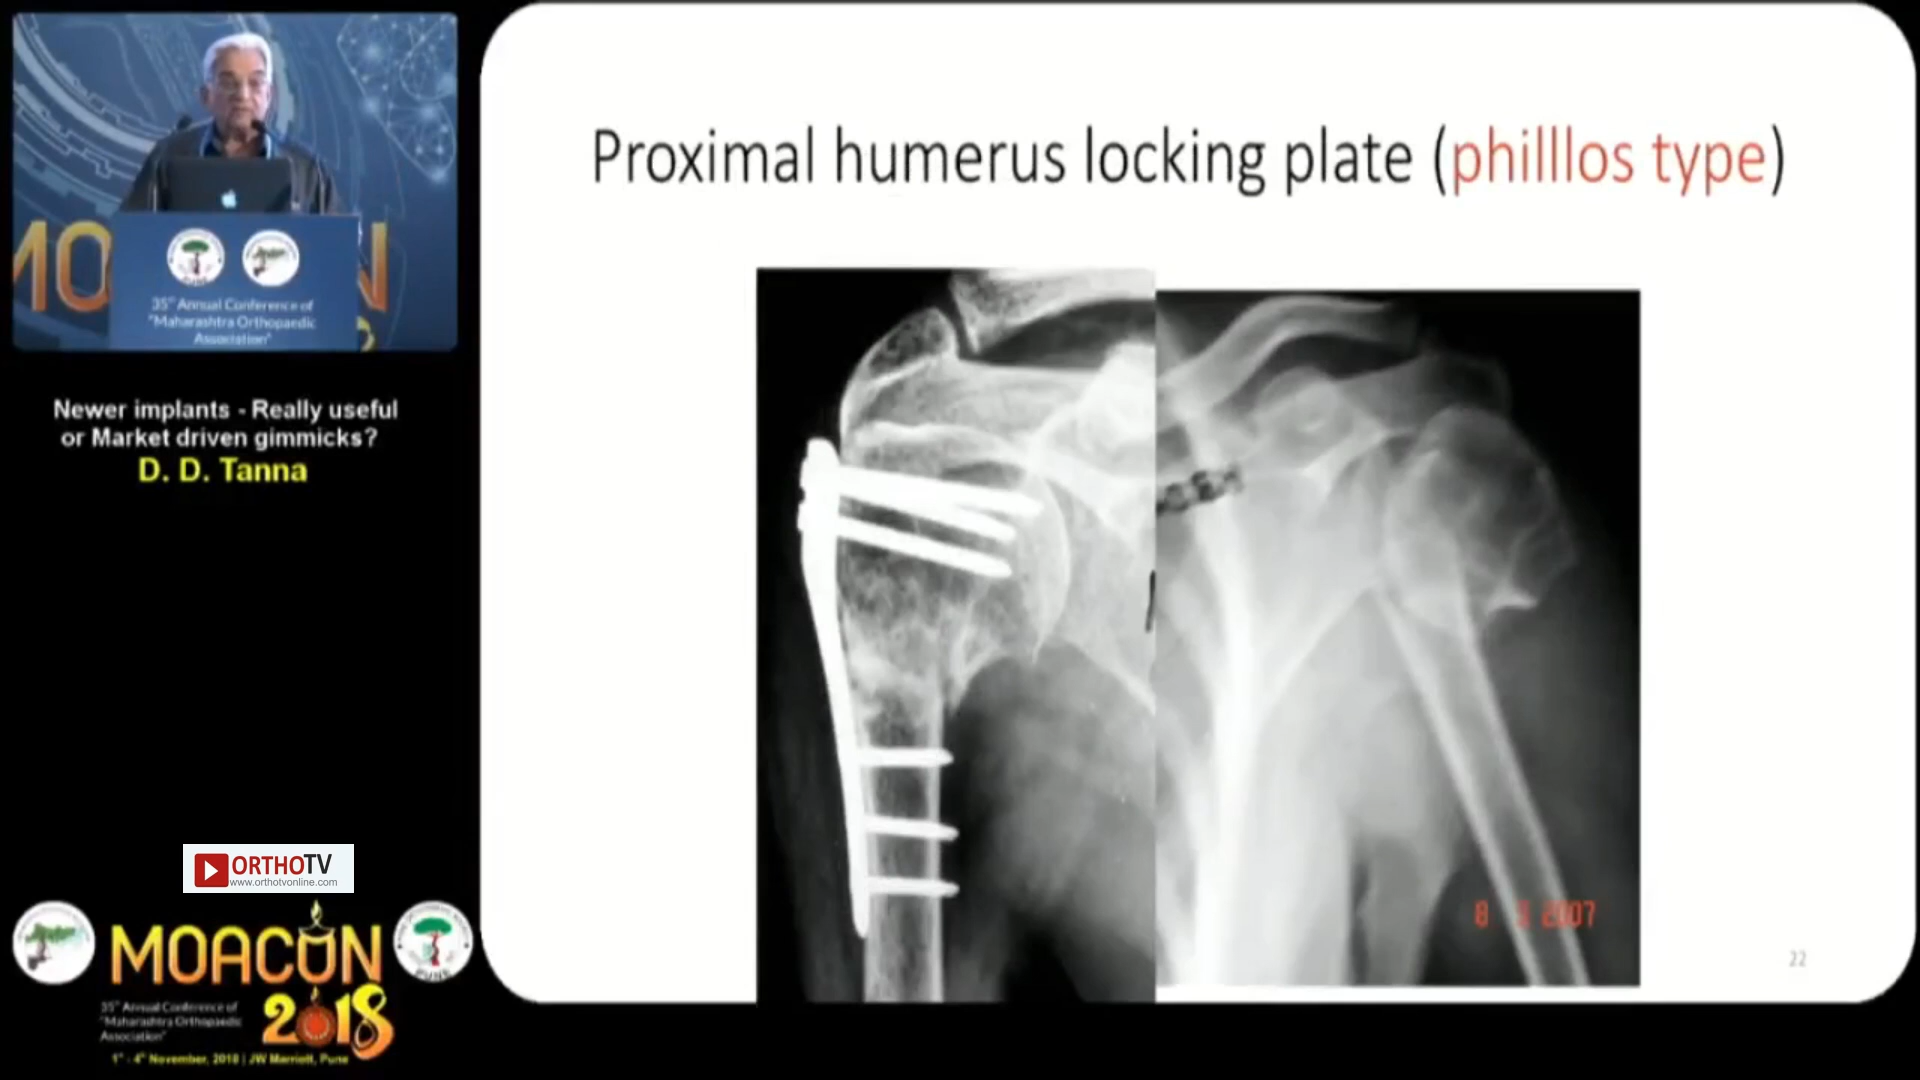 Proximal humerus locking plate (philllos type)
MO
N
35th Annual Conference of
"Maharashtra Orthopaedic
Association"
Newer implants - Really useful
or Market driven gimmicks?
D. D. Tanna
8 2007
22
ORTHOTV
www.orthotvonline.com
MOACON
2018
35th Annual Conference of
"Maharashtra Orthopaedic
Association"
1st - 4th November, 2018 | JW Marriott, Pune